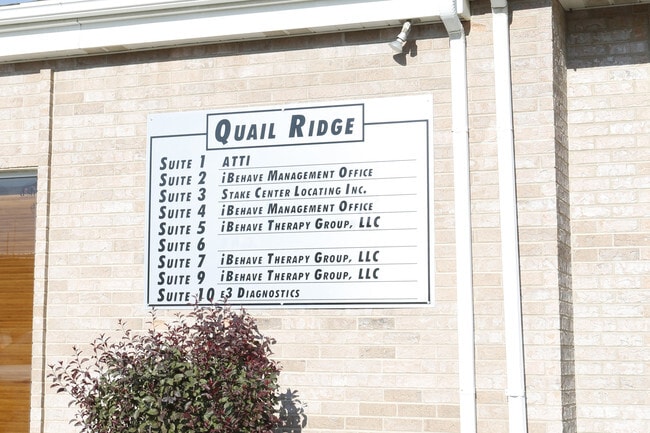 QUAIL RIDGE
SUITE 1 ATTI
SUITE 2 iBEHAVE MANAGEMENT OFFICE
SUITE 3 STAKE CENTER LOCATING INC.
SUITE 4 iBEHAVE MANAGEMENT OFFICE
SUITE 5 iBEHAVE THERAPY GROUP, LLC
SUITE 6
SUITE 7 iBEHAVE THERAPY GROUP, LLC
SUITE 9 iBEHAVE THERAPY GROUP, LLC
SUITE 10 e3 DIAGNOSTICS